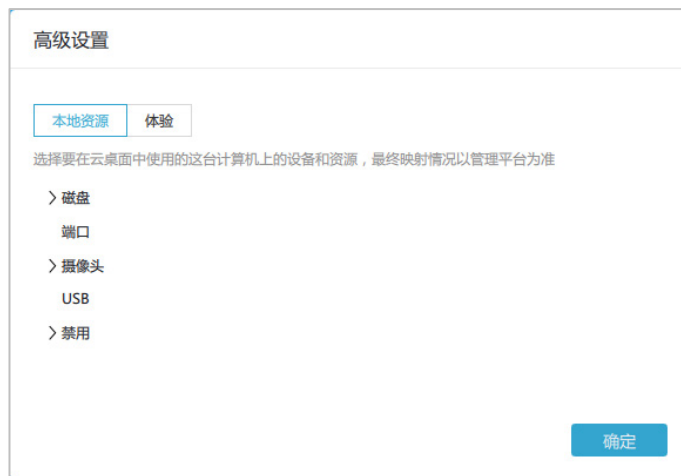 高级设置
本地资源 体验
选择要在云桌面中使用的这台计算机上的设备和资源，最终映射情况以管理平台为准
磁盘
端口
摄像头
USB
禁用
确定